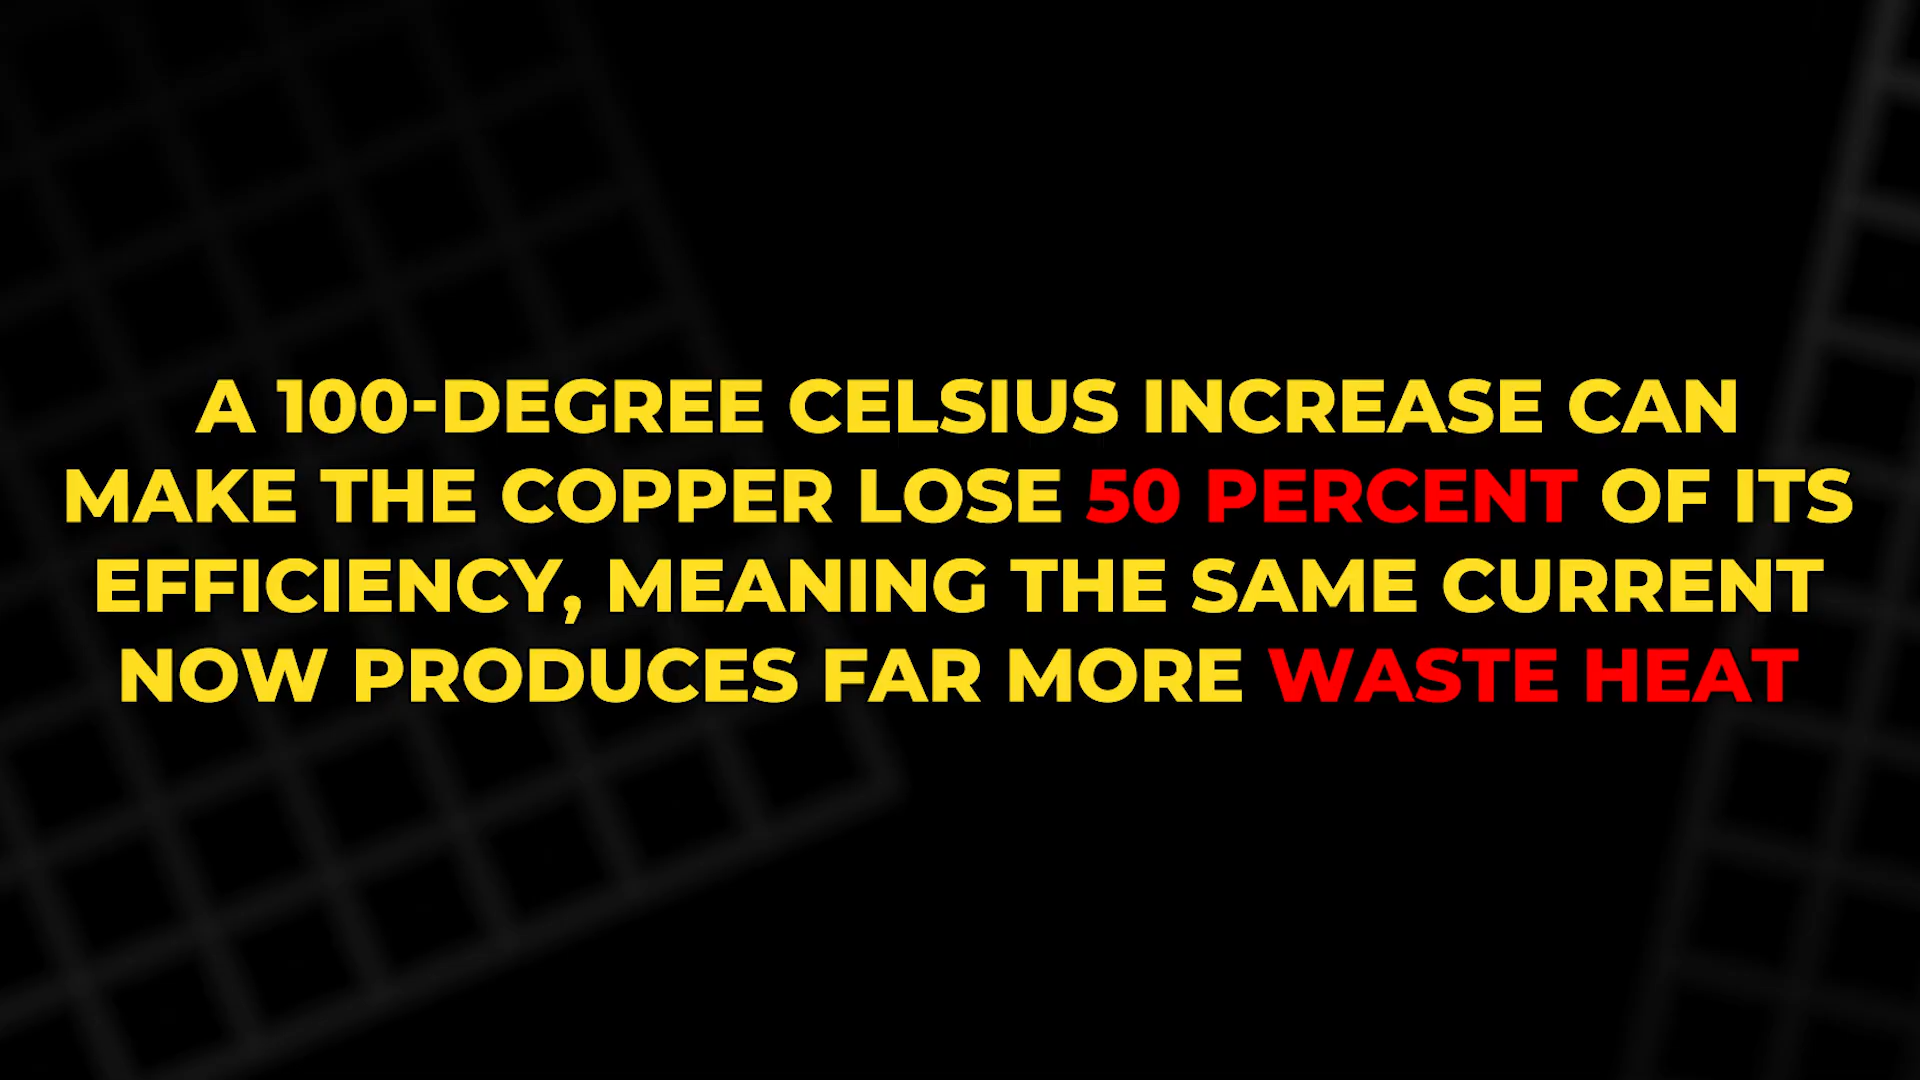 A 100-DEGREE CELSIUS INCREASE CAN
MAKE THE COPPER LOSE 50 PERCENT OF ITS
EFFICIENCY, MEANING THE SAME CURRENT
NOW PRODUCES FAR MORE WASTE HEAT